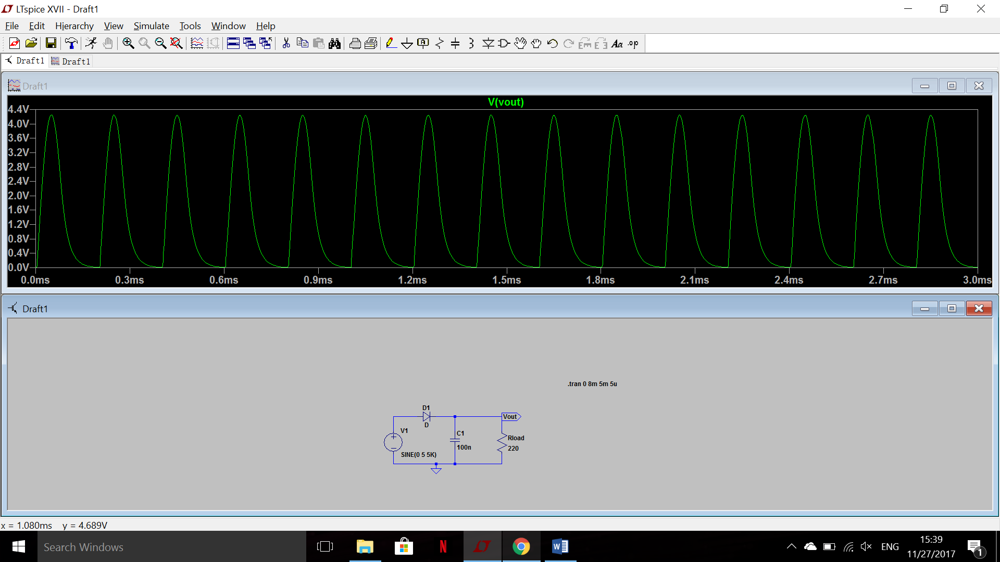 LTspice XVII - Draft1
File Edit Hierarchy View Simulate Tools Window Help
Aa .op
Draft1 Draft1
Draft1
V(vout)
4.4V
4.0V
3.6V
3.2V
2.8V
2.4V
2.0V
1.6V
1.2V
0.8V
0.4V
0.0V
0.0ms 0.3ms 0.6ms 0.9ms 1.2ms 1.5ms 1.8ms 2.1ms 2.4ms 2.7ms 3.0ms
Draft1
.tran 0 8m 5m 5u
D1
D
Vout
V1
C1
100n
Rload
220
SINE(0 5 5K)
x = 1.080ms y = 4.689V
Search Windows
N
W
ENG
15:39
11/27/2017
1